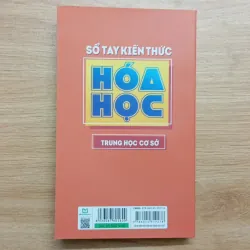 SỔ TAY KIẾN THỨC
HÓA
HỌC
TRUNG HỌC CƠ SỞ